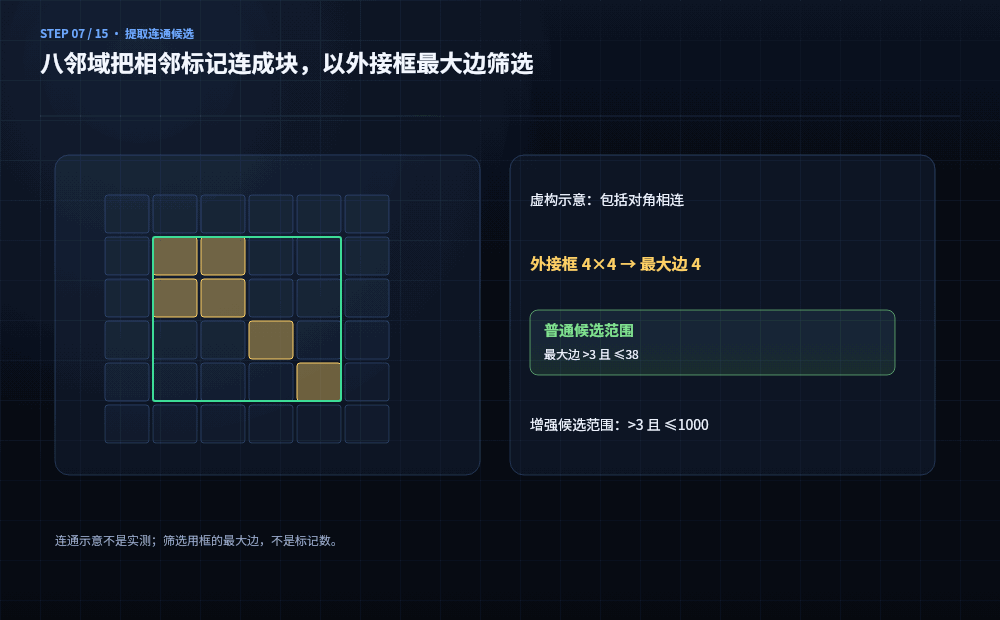 STEP 07 / 15 · 提取连通候选
八邻域把相邻标记连成块，以外接框最大边筛选
虚构示意：包括对角相连
外接框 4×4 → 最大边 4
普通候选范围
最大边 >3 且 ≤38
增强候选范围：>3 且 ≤1000
连通示意不是实测；筛选用框的最大边，不是标记数。